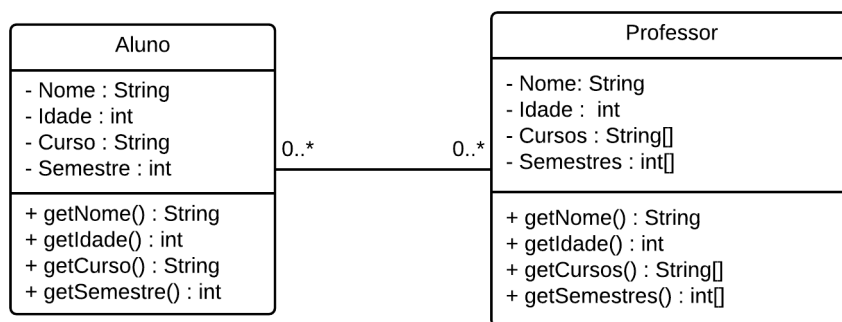 Aluno
- Nome : String
- Idade : int
- Curso : String
- Semestre : int
+ getNome() : String
+ getIdade() : int
+ getCurso() : String
+ getSemestre() : int
0..*
0..*
Professor
- Nome: String
- Idade :  int
- Cursos : String[]
- Semestres : int[]
+ getNome() : String
+ getIdade() : int
+ getCursos() : String[]
+ getSemestres() : int[]